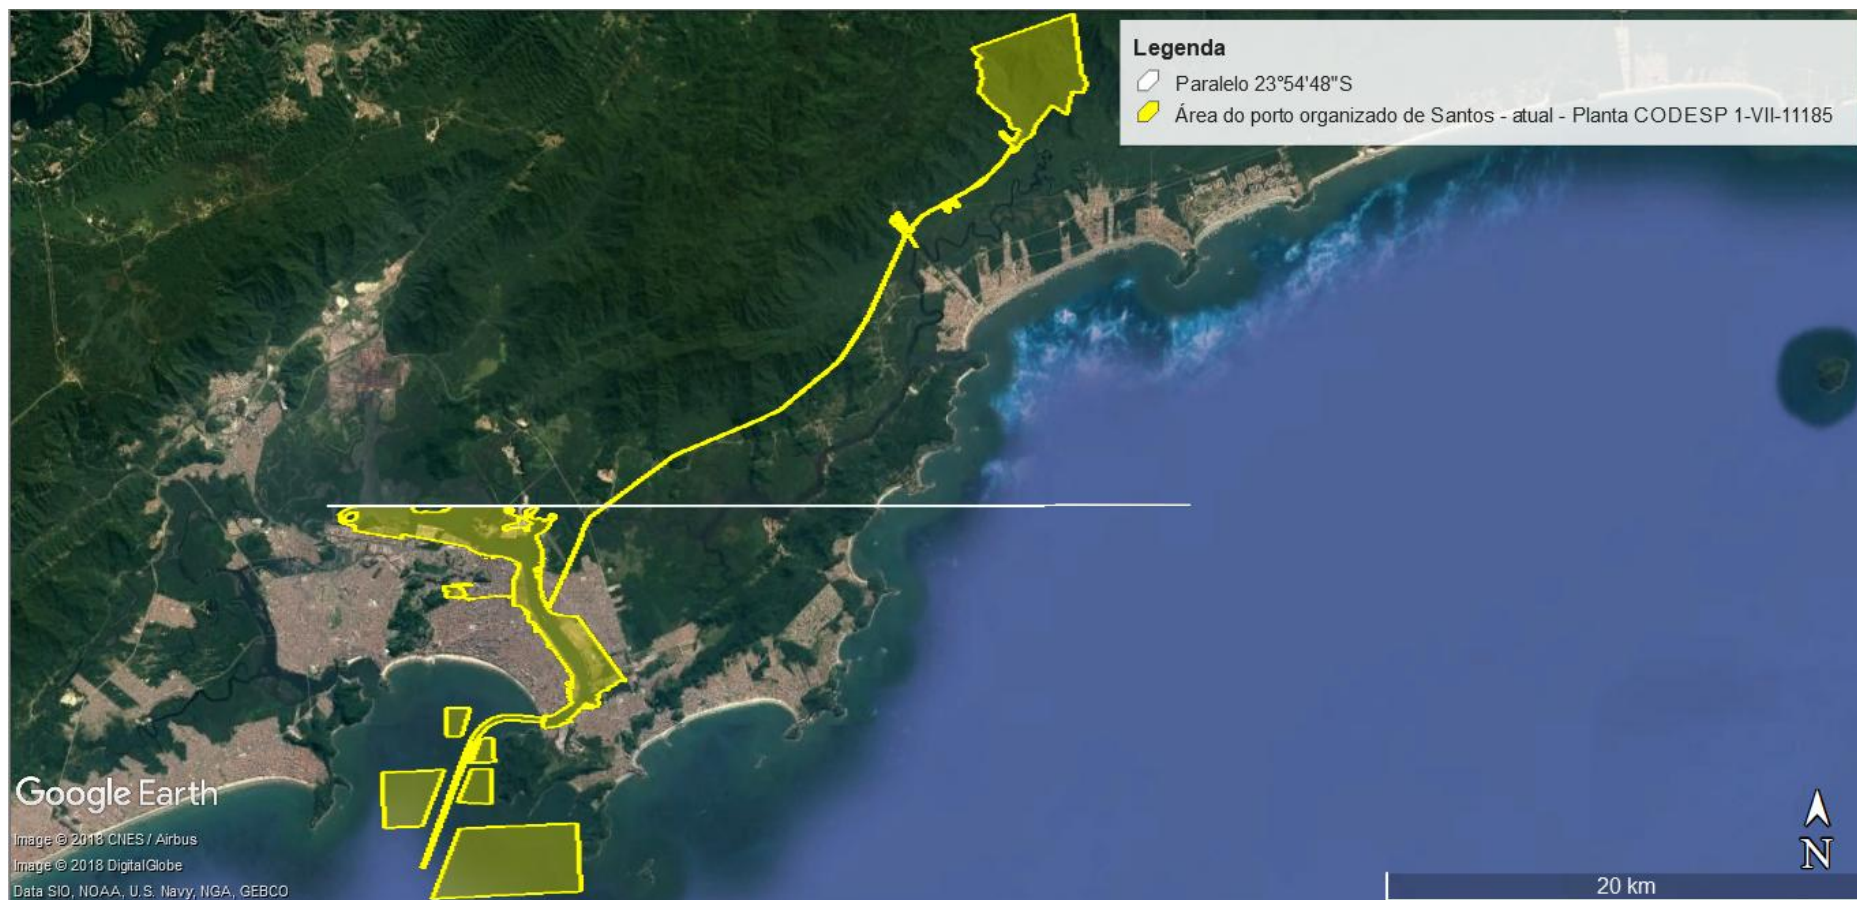 Legenda
Paralelo 23°54'48"S
Área do porto organizado de Santos - atual - Planta CODESP 1-VII-11185
Google Earth
Image © 2018 CNES / Airbus
Image © 2018 DigitalGlobe
Data SIO, NOAA, U.S. Navy, NGA, GEBCO
N
20 km